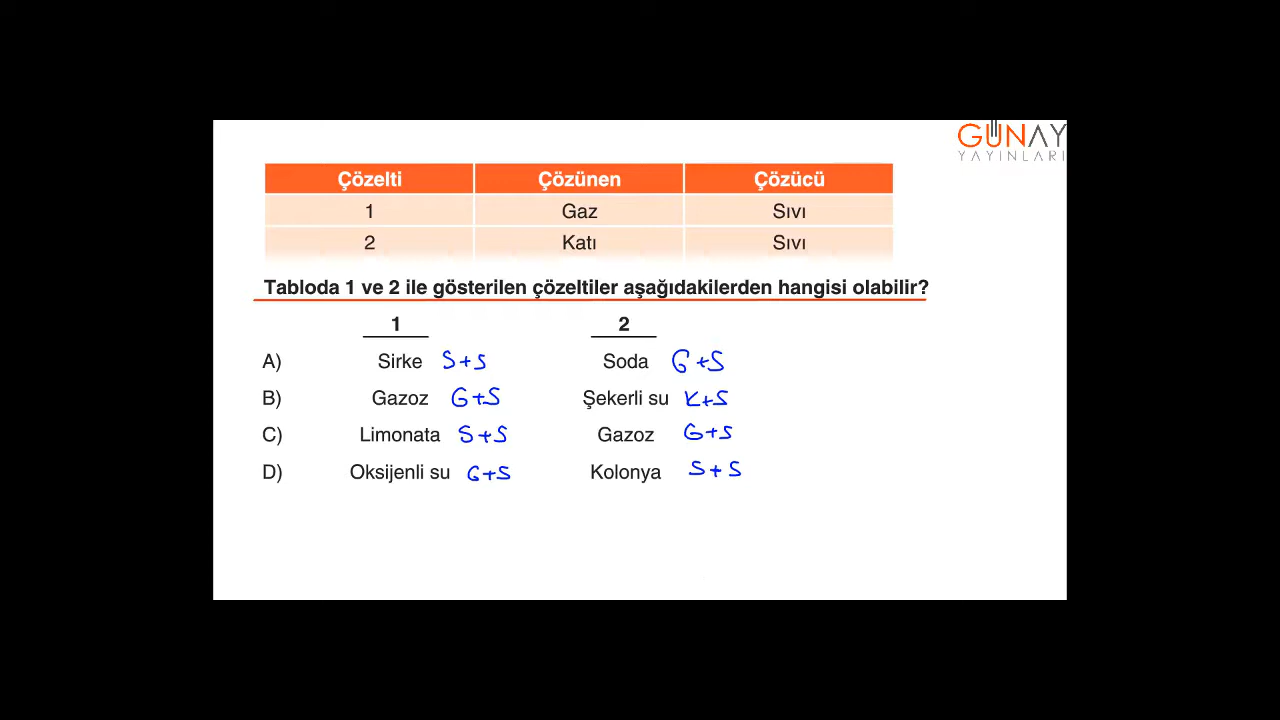 GÜNAY
YAYINLARI
Çözelti Çözünen Çözücü
1 Gaz Sıvı
2 Katı Sıvı
Tabloda 1 ve 2 ile gösterilen çözeltiler aşağıdakilerden hangisi olabilir?
1 2
A) Sirke S+S Soda G+S
B) Gazoz G+S Şekerli su K+S
C) Limonata S+S Gazoz G+S
D) Oksijenli su G+S Kolonya S+S